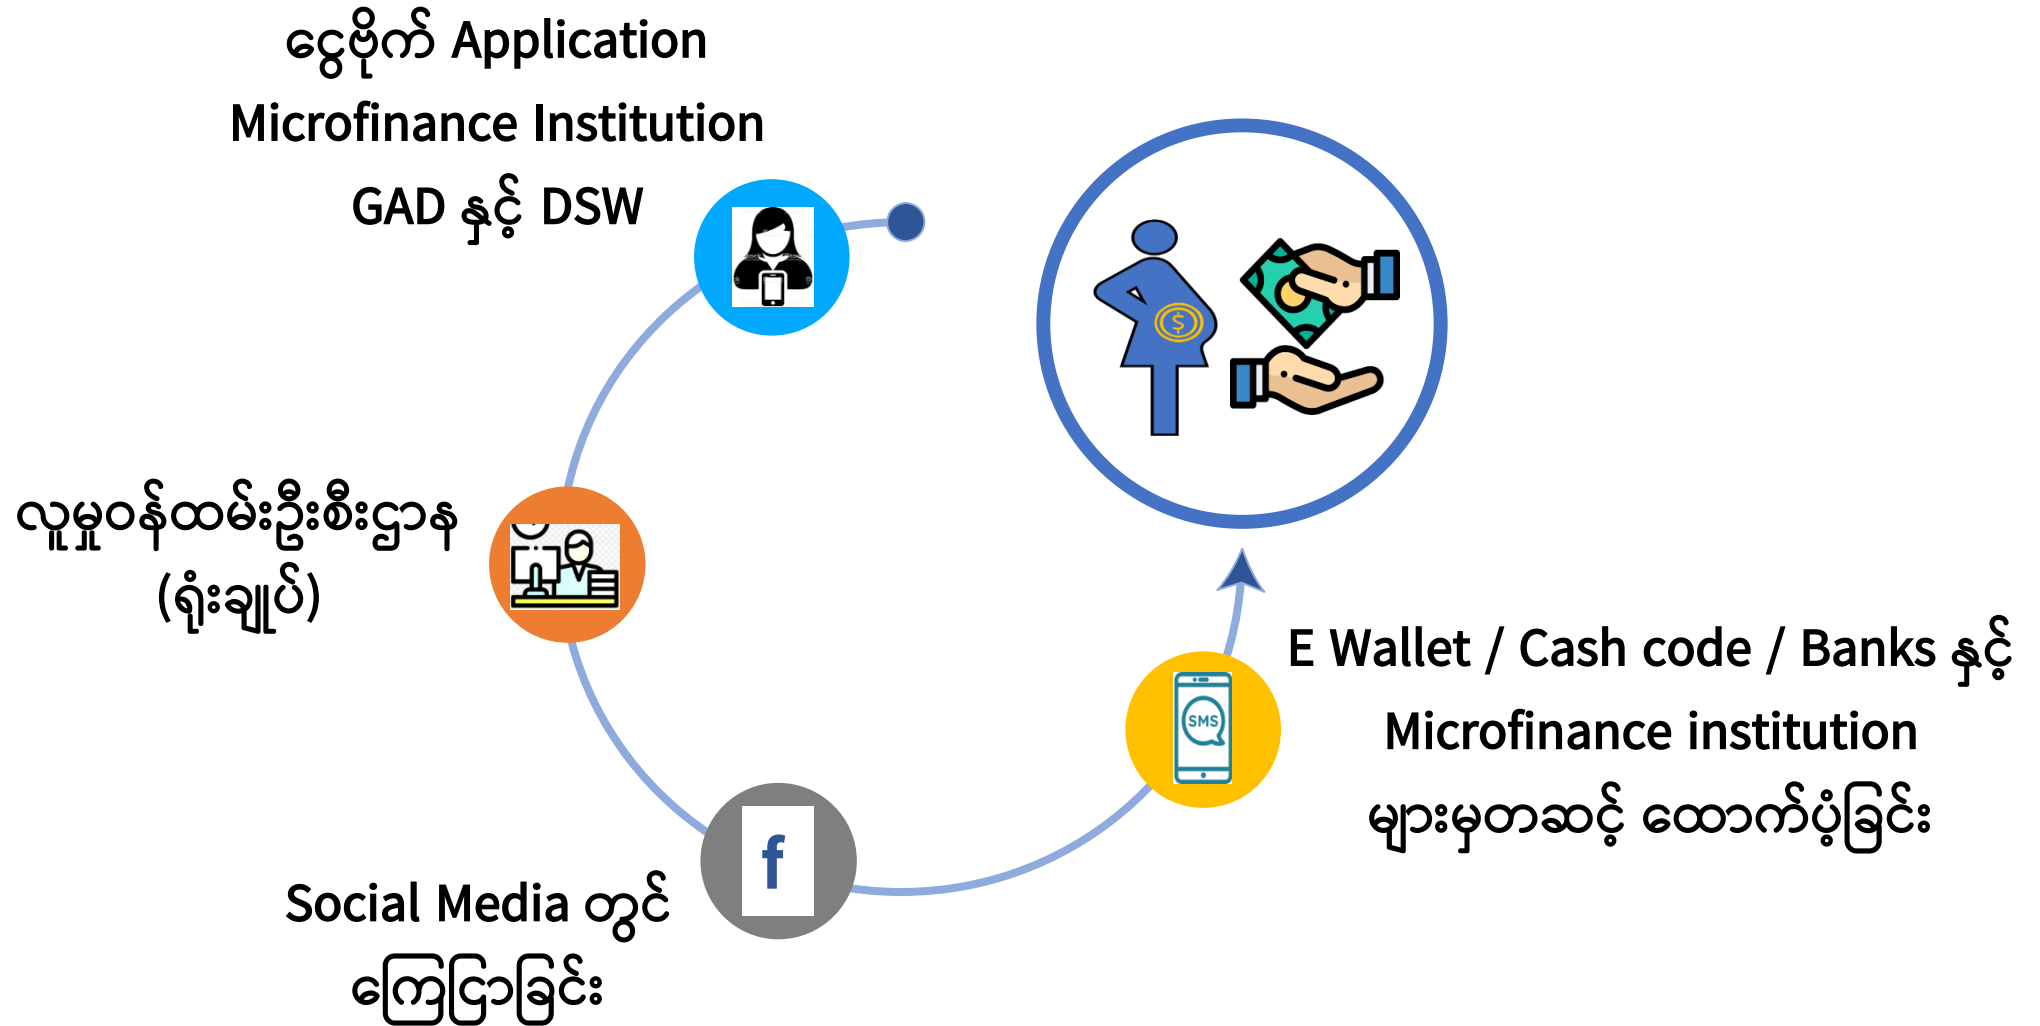 ငွေဗိုက် Application
Microfinance Institution
GAD နှင့် DSW
လူမှုဝန်ထမ်းဦးစီးဌာန
(ရုံးချုပ်)
Social Media တွင်
ကြေငြာခြင်း
f
SMS
E Wallet / Cash code / Banks နှင့်
Microfinance institution
များမှတဆင့် ထောက်ပံ့ခြင်း
$